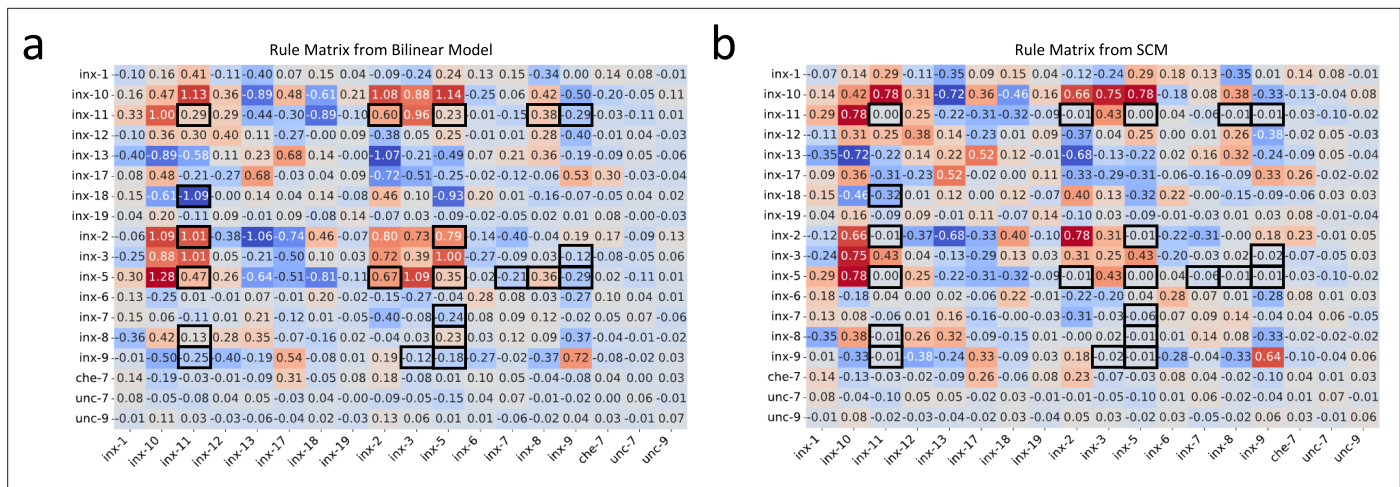 a
Rule Matrix from Bilinear Model
inx-1 -0.10 0.16 0.41 -0.11 -0.40 0.07 0.15 0.04 -0.09 -0.24 0.24 0.13 0.15 -0.34 0.00 0.14 0.08 -0.01
inx-10 0.16 0.47 1.13 0.36 -0.89 0.48 -0.61 0.21 1.08 0.88 1.14 -0.25 0.06 0.42 -0.50 -0.20 -0.05 0.11
inx-11 0.33 1.00 0.29 0.29 -0.44 -0.30 -0.89 -0.10 0.60 0.96 0.23 0.01 -0.15 0.38 -0.29 -0.03 -0.09 0.02
inx-12 -0.10 0.36 0.30 0.40 0.11 -0.27 -0.00 0.09 -0.38 0.05 0.25 -0.01 -0.01 0.28 -0.40 -0.01 0.04 -0.03
inx-13 -0.40 -0.89 -0.58 0.11 0.23 0.68 0.14 -0.00 -1.07 -0.21 -0.49 0.07 0.21 0.36 -0.19 -0.09 0.05 -0.06
inx-17 0.08 0.48 -0.21 -0.27 0.68 -0.03 0.04 0.09 -0.72 -0.51 -0.25 -0.02 -0.12 -0.06 0.53 0.30 0.03 -0.04
inx-18 0.15 -0.61 -1.09 -0.00 0.14 0.04 0.14 -0.08 0.46 0.10 -0.93 0.20 0.01 -0.16 0.03 -0.07 -0.05 0.02
inx-19 0.04 0.20 -0.11 0.09 -0.01 0.09 -0.08 0.14 -0.07 0.03 -0.09 -0.02 -0.05 -0.02 0.01 0.08 -0.00 -0.03
inx-2 -0.06 1.09 1.01 -0.38 -1.06 -0.74 0.46 -0.07 0.80 0.73 0.79 -0.14 -0.40 -0.04 0.19 0.17 -0.09 0.13
inx-3 -0.25 0.88 1.01 0.05 -0.21 -0.50 0.10 0.03 0.72 0.39 1.00 -0.27 0.09 0.03 -0.12 -0.08 -0.05 0.06
inx-5 0.30 1.28 0.47 0.26 -0.64 -0.51 -0.81 -0.11 0.67 1.09 0.35 0.02 -0.21 0.36 -0.29 0.02 -0.11 0.01
inx-6 0.13 -0.25 0.01 -0.01 0.07 -0.01 0.20 -0.02 -0.16 -0.27 -0.04 0.28 0.08 0.03 -0.27 0.10 0.04 0.01
inx-7 0.15 0.06 -0.11 -0.01 0.21 -0.12 0.01 -0.05 -0.40 0.08 -0.24 0.08 0.09 0.12 -0.02 -0.05 0.07 -0.06
inx-8 -0.36 0.42 0.13 0.28 0.35 -0.07 -0.16 -0.02 -0.04 0.03 0.23 0.03 0.12 0.09 -0.37 -0.04 -0.01 -0.02
inx-9 -0.01 -0.50 -0.25 -0.40 -0.19 0.54 0.08 0.01 0.19 -0.12 -0.18 -0.27 -0.02 -0.37 0.72 -0.08 -0.02 0.03
che-7 0.14 -0.19 -0.03 -0.01 -0.09 0.31 -0.05 0.08 0.18 -0.08 0.01 0.10 -0.05 -0.04 -0.08 0.04 0.00 0.03
unc-7 0.08 -0.05 -0.08 0.04 0.05 0.03 -0.04 -0.00 -0.09 -0.05 -0.15 0.04 0.07 -0.01 -0.02 0.00 0.06 -0.01
unc-9 -0.01 0.11 0.03 -0.03 -0.06 -0.04 0.02 -0.03 0.13 0.06 0.01 0.01 -0.06 -0.02 0.04 0.03 -0.01 0.07
inx-1 inx-10 inx-11 inx-12 inx-13 inx-17 inx-18 inx-19 inx-2 inx-3 inx-5 inx-6 inx-7 inx-8 inx-9 che-7 unc-7 unc-9
b
Rule Matrix from SCM
inx-1 -0.07 0.14 0.29 -0.11 -0.35 0.09 0.15 0.04 -0.12 -0.24 0.29 0.18 0.13 -0.35 0.01 0.14 0.08 -0.01
inx-10 0.14 0.42 0.78 0.31 -0.72 0.36 -0.46 0.16 0.66 0.75 0.78 -0.18 0.08 0.38 -0.33 -0.13 -0.04 0.08
inx-11 0.29 0.78 0.00 0.25 -0.22 -0.31 -0.32 -0.09 -0.01 0.43 0.00 0.04 -0.06 -0.01 -0.01 -0.03 -0.10 -0.02
inx-12 -0.11 0.31 0.25 0.38 0.14 -0.23 0.01 0.09 -0.37 0.04 0.25 0.00 -0.01 0.26 -0.38 -0.02 0.05 -0.03
inx-13 -0.35 -0.72 -0.22 0.14 0.22 0.52 0.12 -0.01 -0.68 -0.13 -0.22 0.02 0.16 0.32 -0.24 -0.09 0.05 -0.04
inx-17 0.09 0.36 -0.31 -0.23 0.52 -0.00 0.00 0.11 -0.33 -0.29 -0.31 -0.06 -0.16 -0.09 0.33 0.26 0.02 -0.03
inx-18 0.15 -0.46 -0.32 0.01 0.12 0.00 0.12 -0.07 0.40 0.13 -0.32 0.22 -0.00 -0.15 -0.09 -0.06 -0.03 0.04
inx-19 0.04 0.16 -0.09 0.09 -0.01 0.11 -0.07 0.14 -0.10 0.03 -0.09 -0.01 -0.03 0.01 0.03 0.08 -0.01 -0.04
inx-2 -0.12 0.66 -0.01 -0.37 -0.68 -0.33 0.40 -0.10 0.78 0.31 -0.01 -0.22 -0.31 -0.00 0.18 0.23 -0.01 0.05
inx-3 -0.24 0.75 0.43 0.04 -0.13 -0.29 0.13 0.03 0.31 0.25 0.43 -0.20 -0.03 -0.02 -0.02 -0.07 -0.02 0.03
inx-5 0.29 0.78 0.00 0.25 -0.22 -0.31 -0.32 -0.09 -0.01 0.43 0.00 0.04 -0.06 -0.01 -0.01 -0.03 -0.10 -0.02
inx-6 0.18 -0.18 0.04 0.00 0.02 -0.06 0.22 -0.01 -0.22 -0.20 0.04 0.28 0.07 0.01 -0.28 0.08 0.01 0.03
inx-7 0.13 0.08 -0.06 -0.01 0.16 -0.16 -0.00 -0.03 -0.31 -0.03 -0.06 0.07 0.09 0.14 -0.04 -0.04 0.06 -0.05
inx-8 -0.35 0.38 -0.01 0.26 0.32 -0.09 -0.15 0.01 -0.00 -0.02 -0.01 0.01 0.14 0.08 -0.33 -0.02 -0.01 -0.02
inx-9 0.01 -0.33 -0.01 -0.38 -0.24 0.33 -0.09 0.03 0.18 -0.02 -0.01 -0.28 -0.04 -0.33 0.64 -0.10 -0.04 0.06
che-7 0.14 -0.13 -0.03 -0.02 -0.09 0.26 -0.06 0.08 0.23 -0.07 -0.03 0.08 -0.04 -0.02 -0.10 0.04 -0.01 0.03
unc-7 0.08 -0.04 -0.10 0.05 0.05 0.02 -0.03 -0.01 -0.01 -0.02 -0.10 0.01 0.06 -0.01 -0.04 -0.01 0.07 -0.01
unc-9 -0.01 0.08 -0.02 -0.03 -0.04 -0.03 0.04 -0.04 0.05 0.03 -0.02 0.03 -0.05 -0.02 0.06 0.03 -0.01 0.06
inx-1 inx-10 inx-11 inx-12 inx-13 inx-17 inx-18 inx-19 inx-2 inx-3 inx-5 inx-6 inx-7 inx-8 inx-9 che-7 unc-7 unc-9